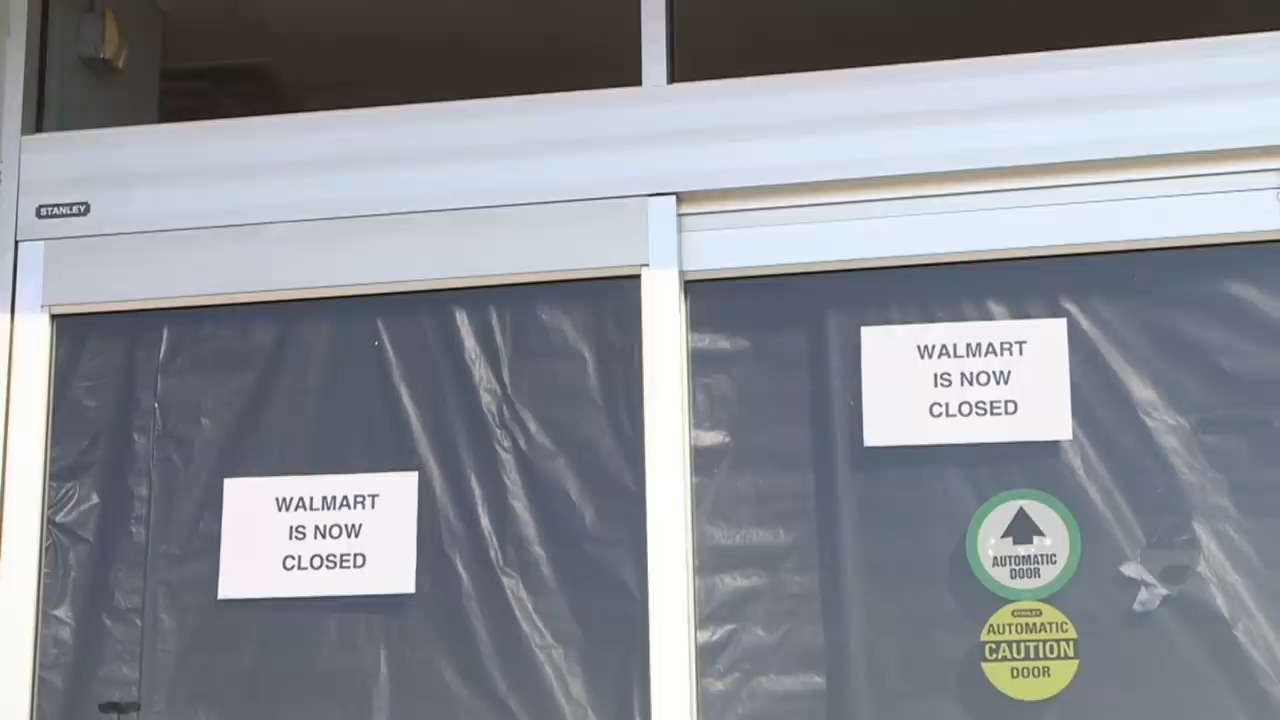 STANLEY
WALMART
IS NOW
CLOSED
WALMART
IS NOW
CLOSED
AUTOMATIC
DOOR
STANLEY
AUTOMATIC
CAUTION
DOOR